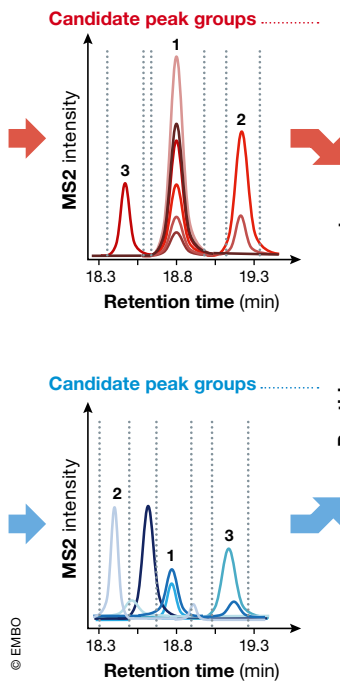 Candidate peak groups
1
2
3
MS2 intensity
18.3 18.8 19.3
Retention time (min)
Candidate peak groups
2
1
3
MS2 intensity
18.3 18.8 19.3
Retention time (min)
© EMBO